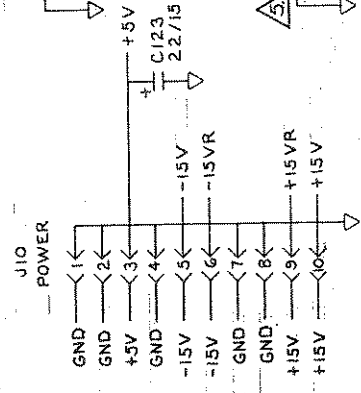 +5V
C123
22/15
+
5
J10
POWER
GND 1
GND 2
+5V 3
GND 4
-15V 5 -15V
-15V 6 -15VR
GND 7
GND 8
+15V 9 +15VR
+15V 10 +15V